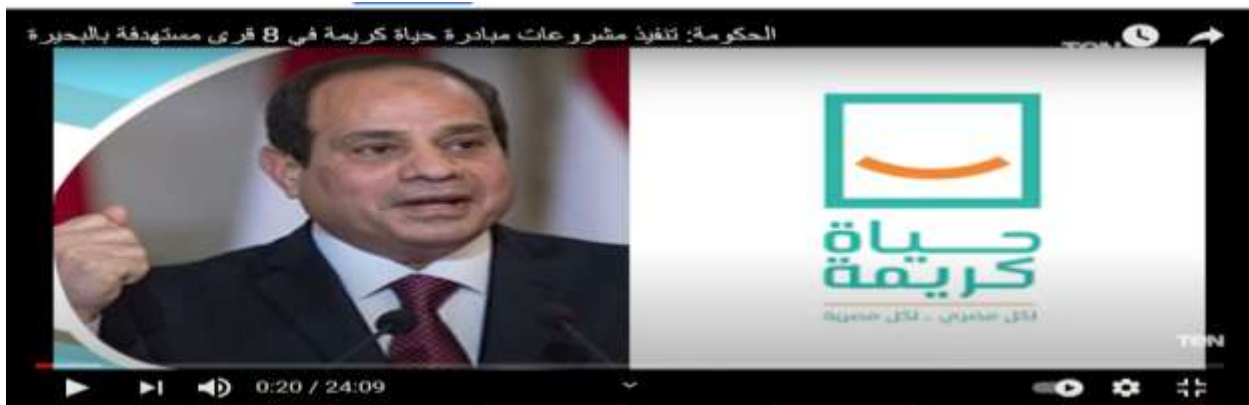 الحكومة: تنفيذ مشروعات مبادرة حياة كريمة في 8 قرى مستهدفة بالبحيرة
TEN
حياة
كريمة
لكل مصري .. لكل مصرية
TEN
0:20 / 24:09